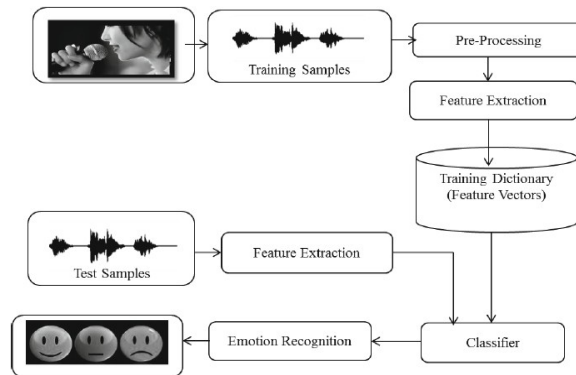 Training Samples
Pre-Processing
Feature Extraction
Training Dictionary
(Feature Vectors)
Test Samples
Feature Extraction
Emotion Recognition
Classifier